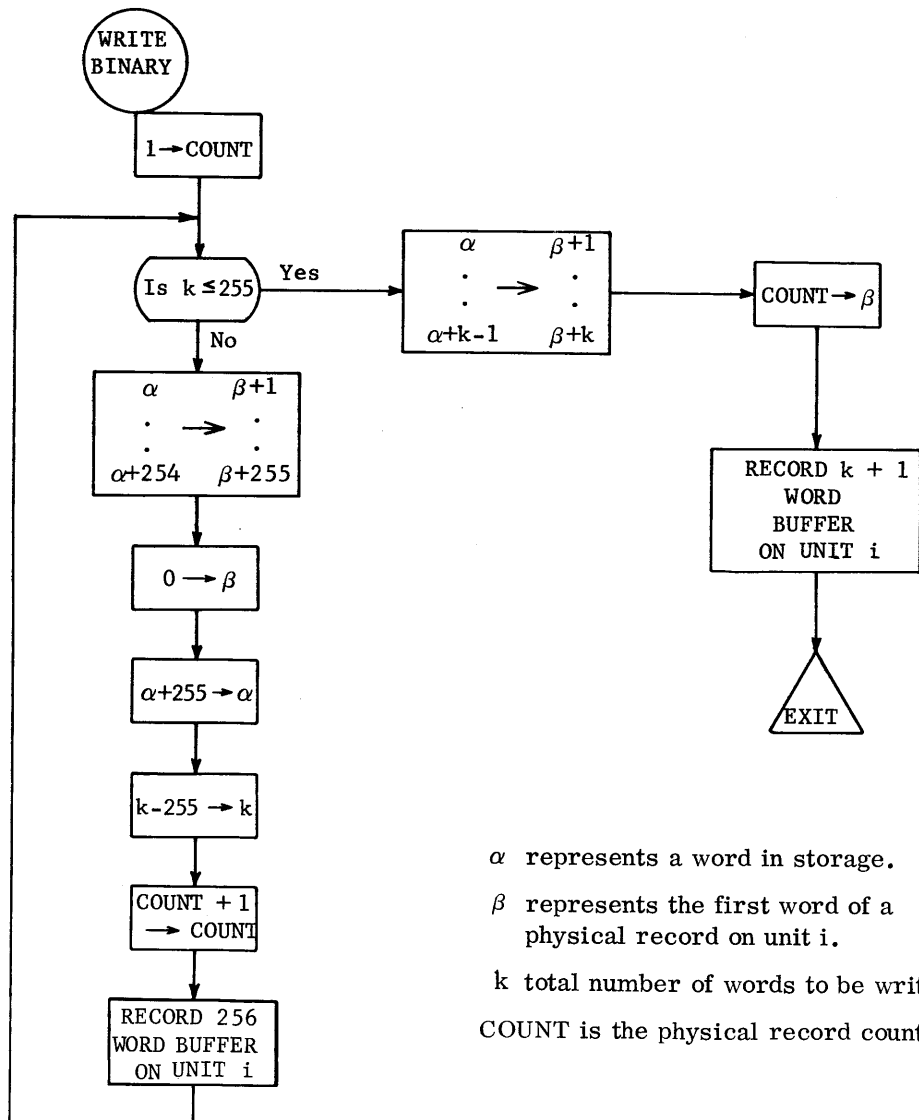 WRITE
BINARY
1→COUNT
Is k≤255
Yes
No
α β+1
. → .
. .
α+k-1 β+k
COUNT→β
RECORD k + 1
WORD
BUFFER
ON UNIT i
EXIT
α β+1
. → .
. .
α+254 β+255
0→β
α+255→α
k-255→k
COUNT +1
→ COUNT
RECORD 256
WORD BUFFER
ON UNIT i
α represents a word in storage.
β represents the first word of a
physical record on unit i.
k total number of words to be writ
COUNT is the physical record count